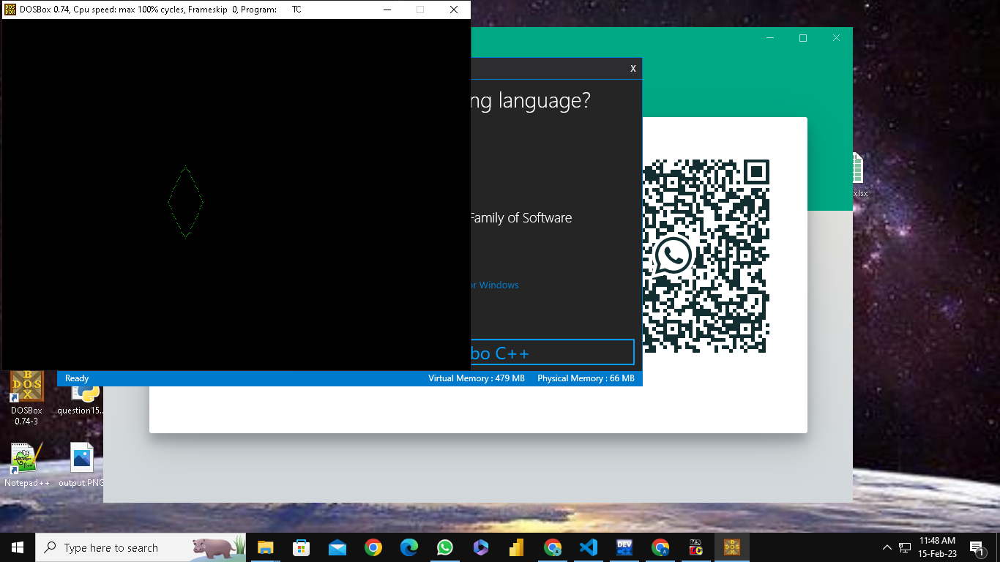 DOSBox 0.74, Cpu speed: max 100% cycles, Frameskip 0, Program: TC
X
ng language?
Family of Software
or Windows
bo C++
Ready
Virtual Memory : 479 MB Physical Memory : 66 MB
.xlsx
DOSBox
0.74-3
question15...
Notepad++
output.PNG
Type here to search
DEV
11:48 AM
15-Feb-23
1